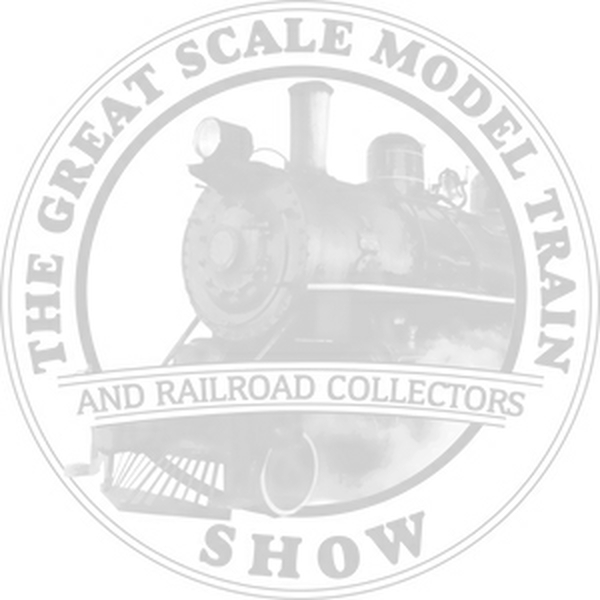 THE GREAT SCALE MODEL TRAIN
AND RAILROAD COLLECTORS
SHOW